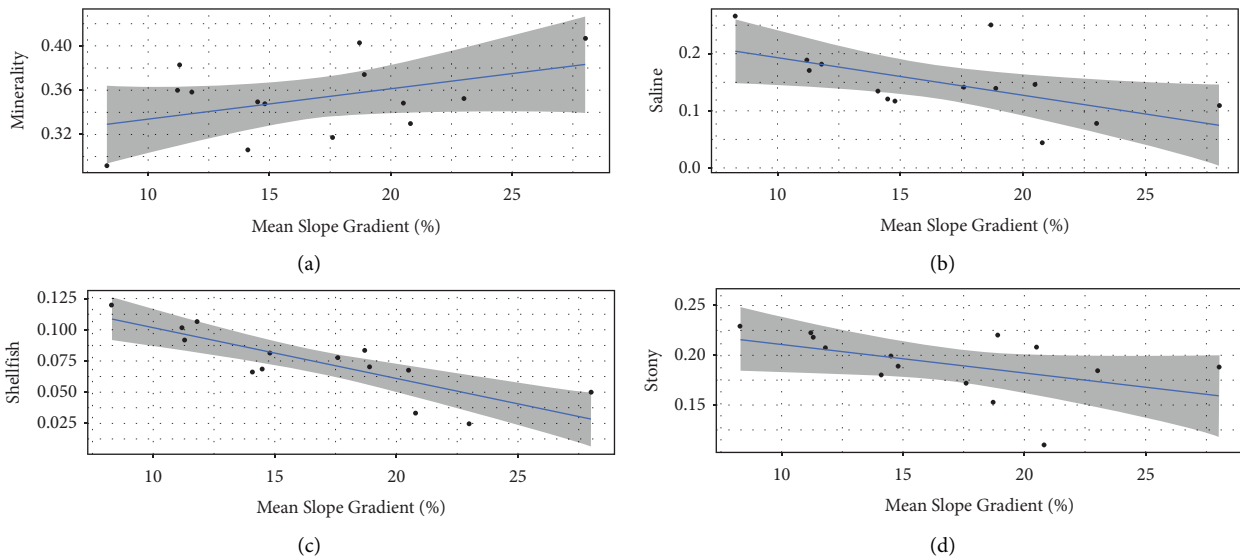 Minerality
0.40
0.36
0.32
10 15 20 25
Mean Slope Gradient (%)
(a)
Saline
0.2
0.1
0.0
10 15 20 25
Mean Slope Gradient (%)
(b)
Shellfish
0.125
0.100
0.075
0.050
0.025
10 15 20 25
Mean Slope Gradient (%)
(c)
Stony
0.25
0.20
0.15
10 15 20 25
Mean Slope Gradient (%)
(d)